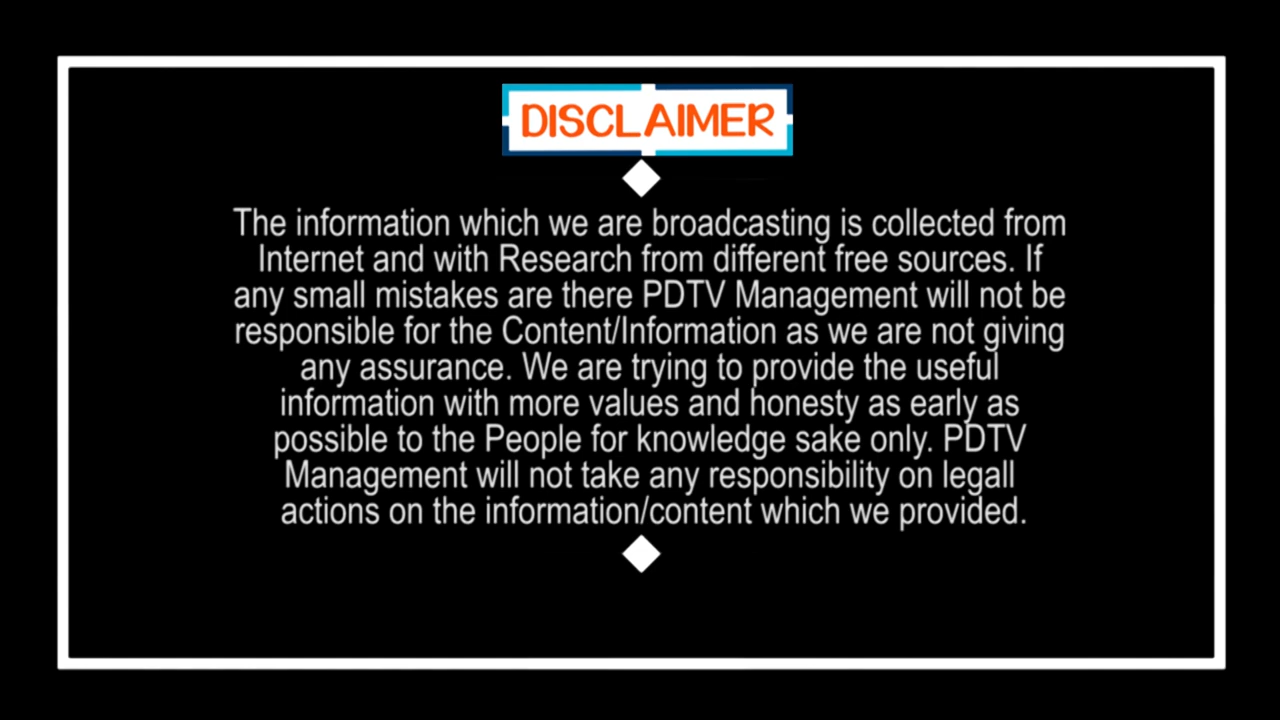 DISCLAIMER
The information which we are broadcasting is collected from
Internet and with Research from different free sources. If
any small mistakes are there PDTV Management will not be
responsible for the Content/Information as we are not giving
any assurance. We are trying to provide the useful
information with more values and honesty as early as
possible to the People for knowledge sake only. PDTV
Management will not take any responsibility on legall
actions on the information/content which we provided.